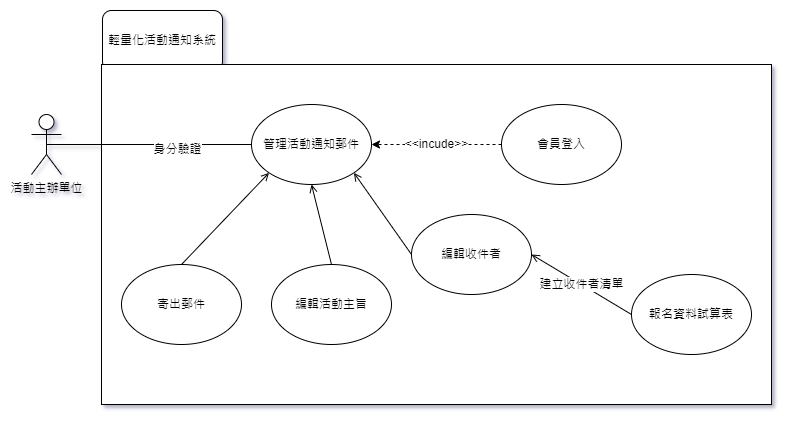 輕量化活動通知系統
身分驗證
管理活動通知郵件
<<incude>>
會員登入
活動主辦單位
編輯收件者
建立收件者清單
寄出郵件
編輯活動主旨
報名資料試算表